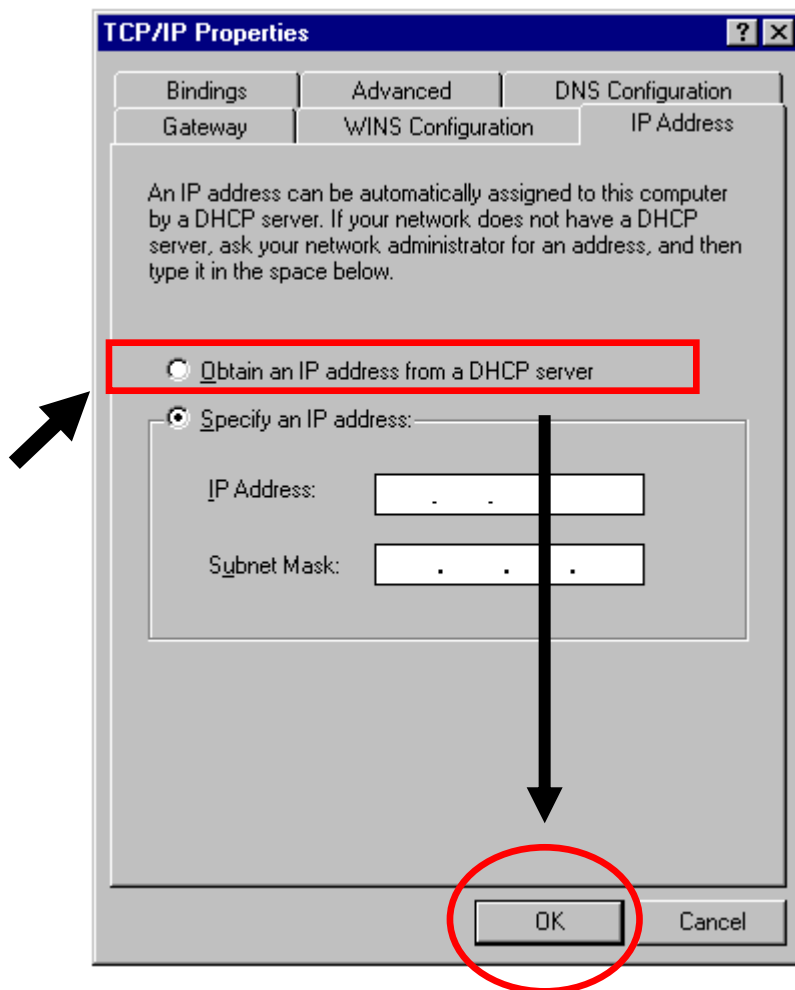 TCP/IP Properties
Bindings Advanced DNS Configuration
Gateway WINS Configuration IP Address
An IP address can be automatically assigned to this computer
by a DHCP server. If your network does not have a DHCP
server, ask your network administrator for an address, and then
type it in the space below.
Obtain an IP address from a DHCP server
Specify an IP address:
IP Address: . .
Subnet Mask: . . .
OK Cancel